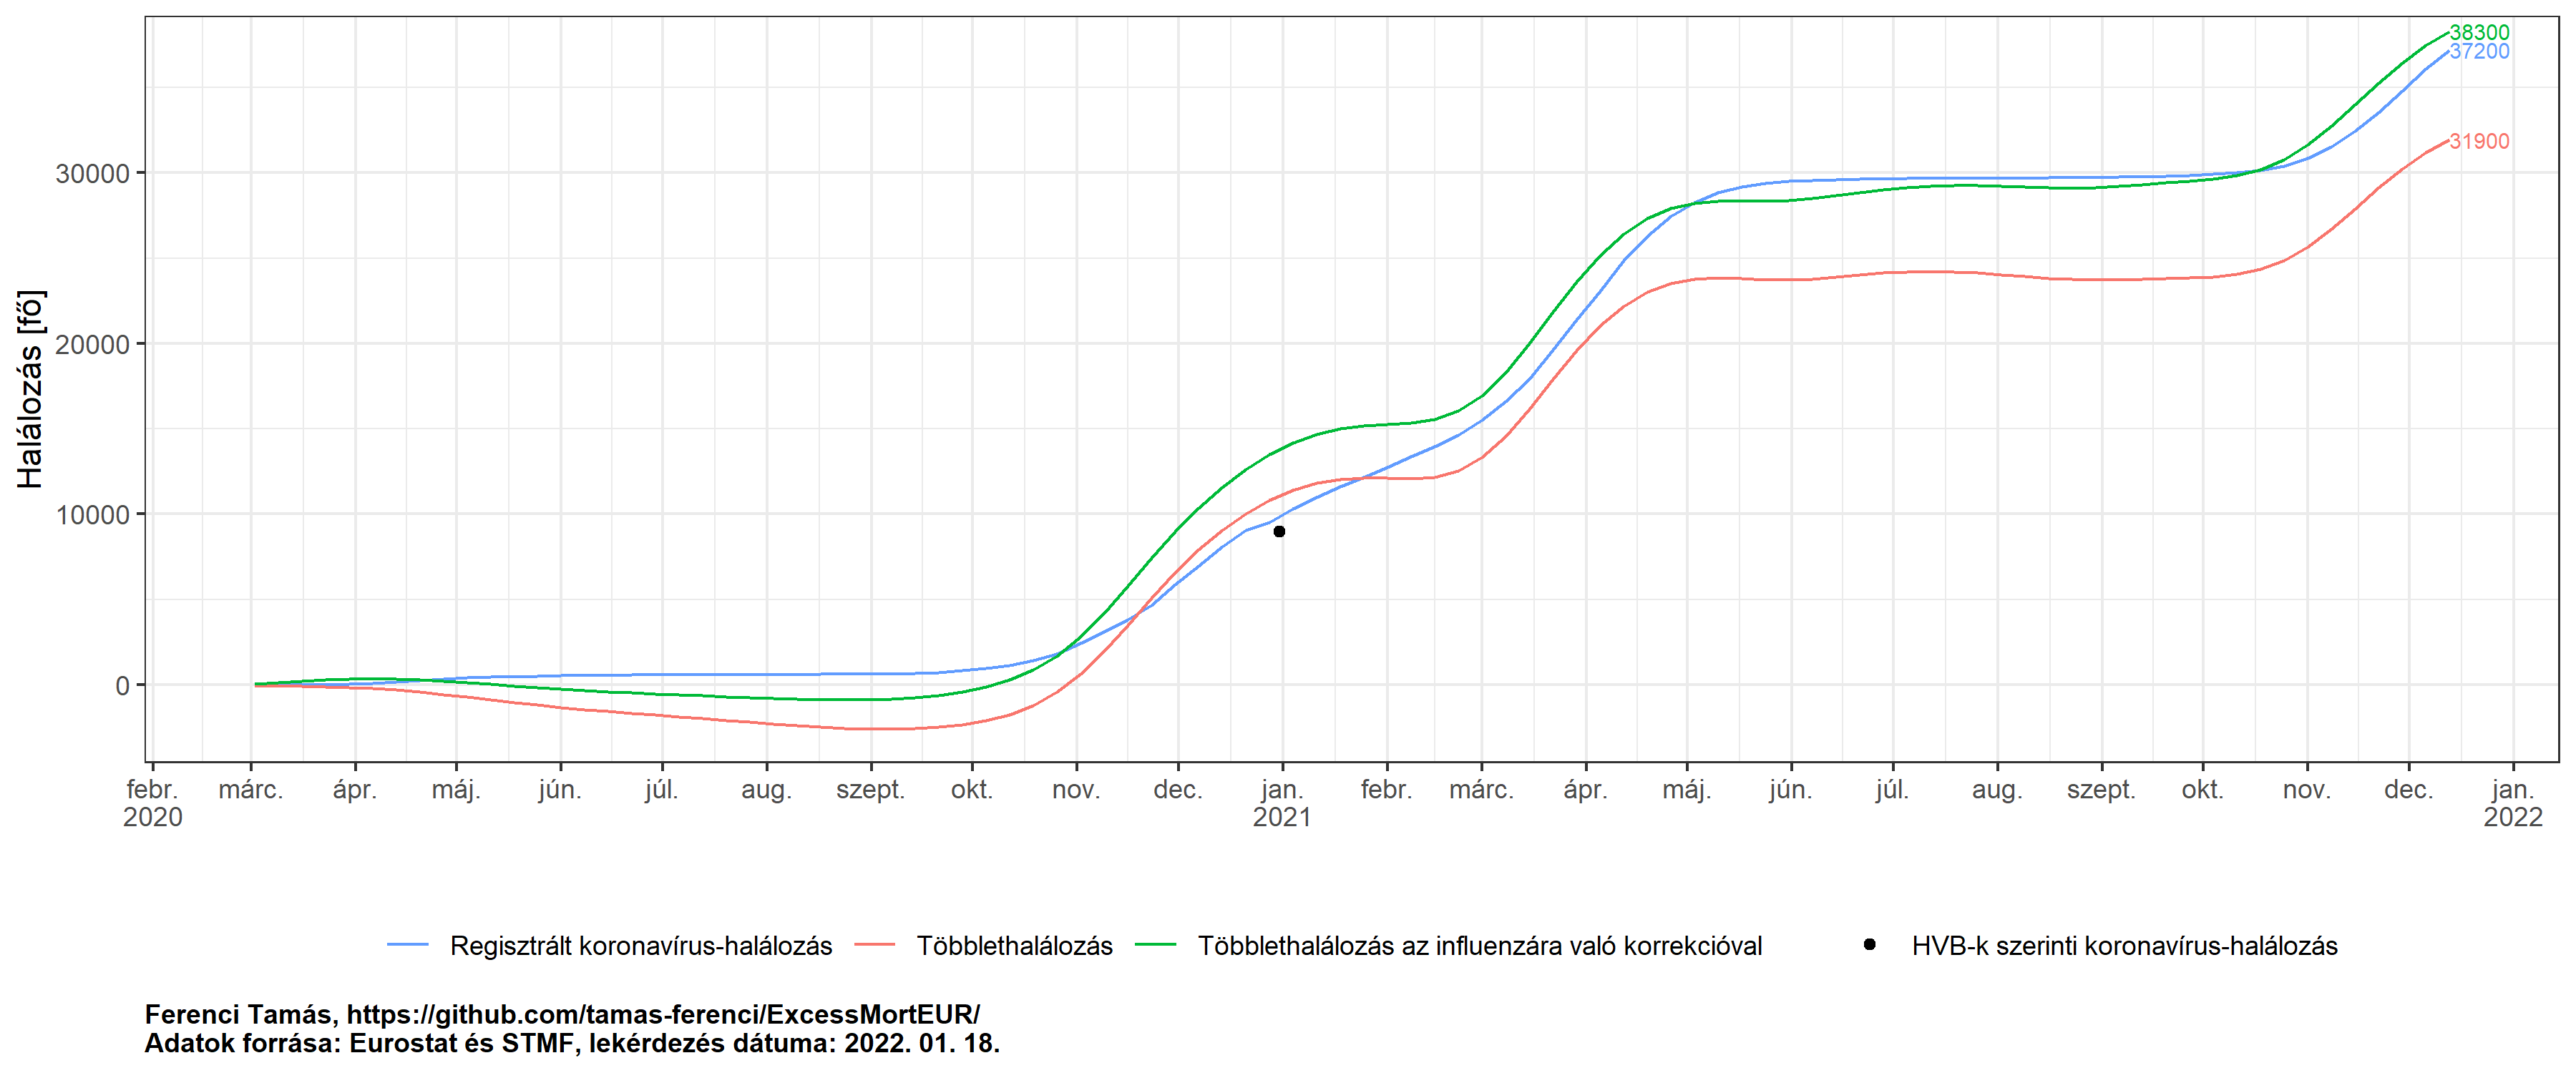 38300
37200
31900
30000
20000
10000
0
Halálozás [fő]
febr. márc. ápr. máj. jún. júl. aug. szept. okt. nov. dec. jan. febr. márc. ápr. máj. jún. júl. aug. szept. okt. nov. dec. jan.
2020 2021 2022
Regisztrált koronavírus-halálozás Többlethalálozás Többlethalálozás az influenzára való korrekcióval HVB-k szerinti koronavírus-halálozás
Ferenci Tamás, https://github.com/tamas-ferenci/ExcessMortEUR/
Adatok forrása: Eurostat és STMF, lekérdezés dátuma: 2022. 01. 18.